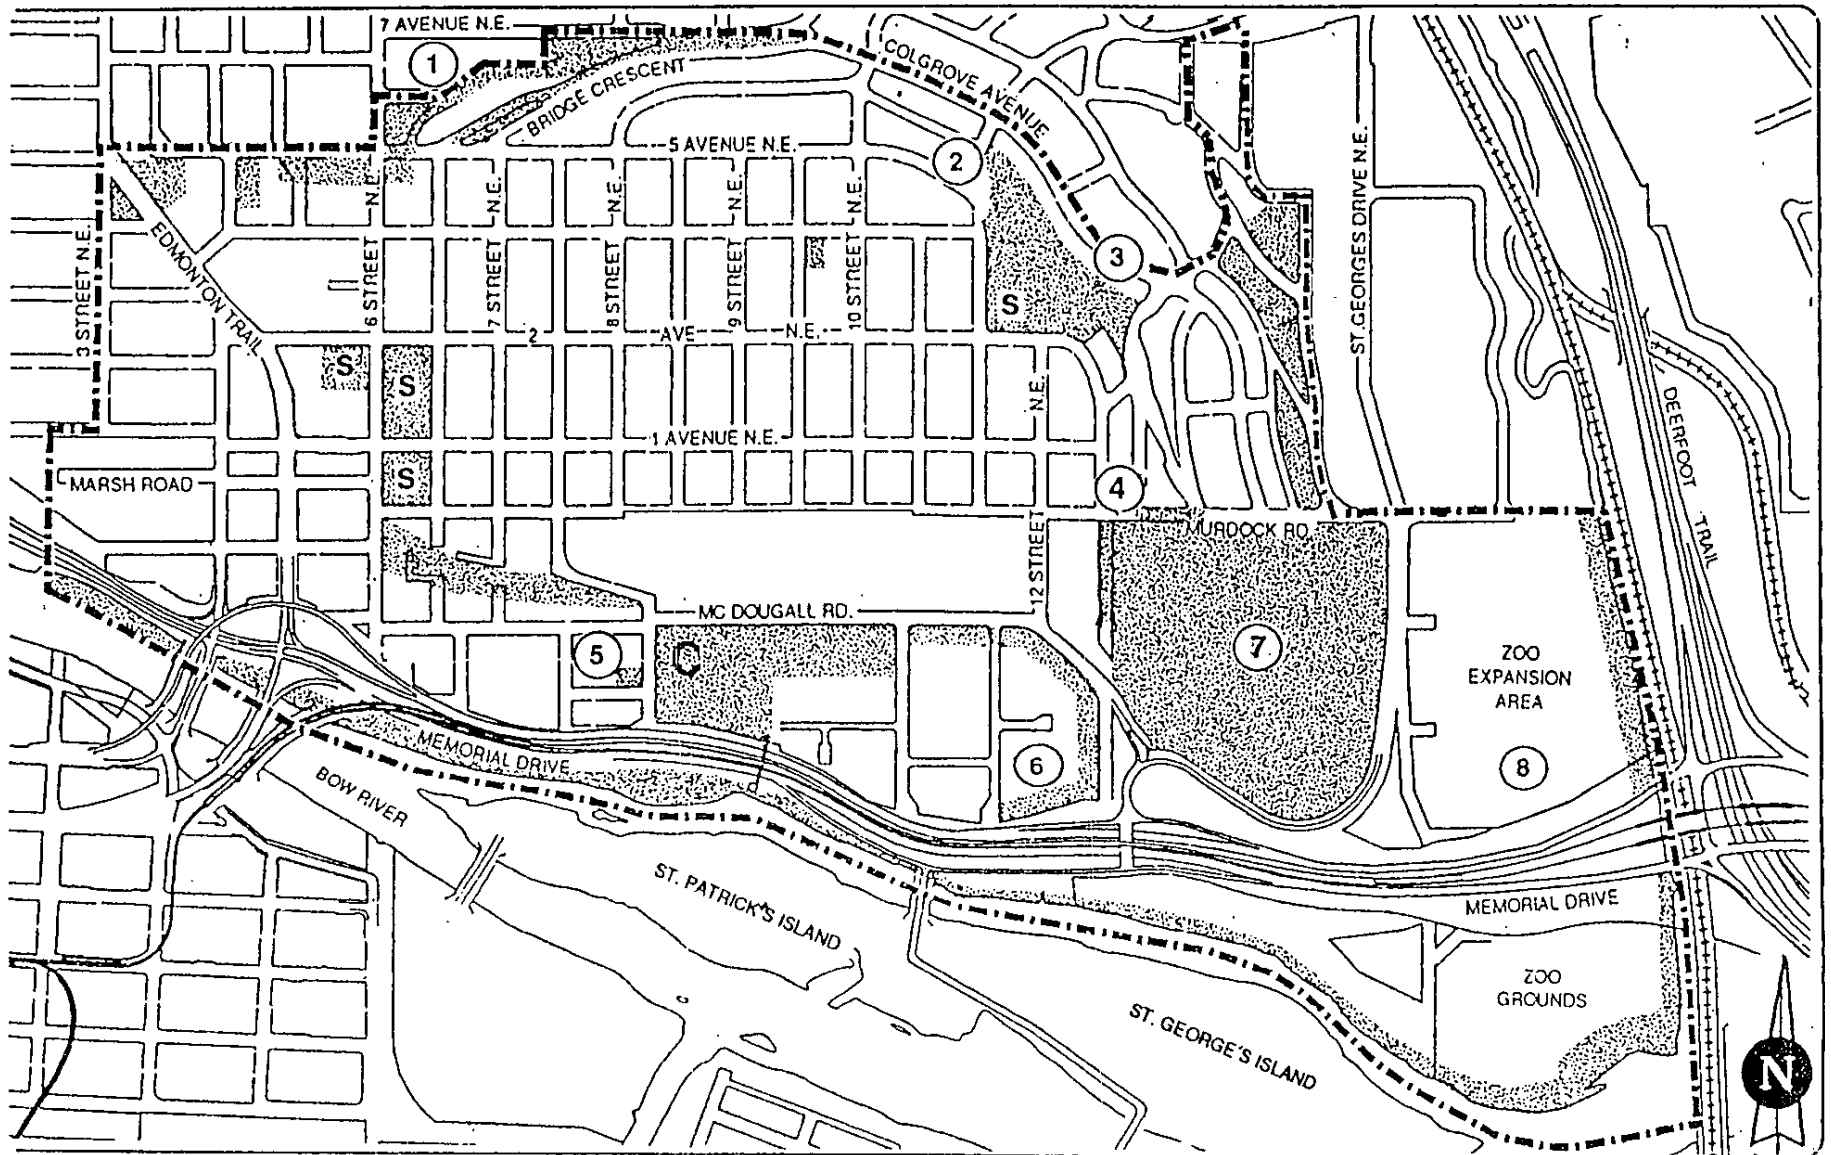 7 AVENUE N.E.
1
COLGROVE AVENUE
BRIDGE CRESCENT
5 AVENUE N.E.
2
3 STREET N.E.
EDMONTON TRAIL
6 STREET N.E.
7 STREET N.E.
8 STREET N.E.
9 STREET N.E.
10 STREET N.E.
3
ST. GEORGES DRIVE N.E.
S
2 AVE N.E.
S
S
N.E.
DEERFOOT TRAIL
1 AVENUE N.E.
MARSH ROAD
S
4
MURDOCK RD.
12 STREET
MC DOUGALL RD.
5
7
ZOO
EXPANSION
AREA
6
8
MEMORIAL DRIVE
BOW RIVER
ST. PATRICK'S ISLAND
MEMORIAL DRIVE
ZOO
GROUNDS
ST. GEORGE'S ISLAND
N